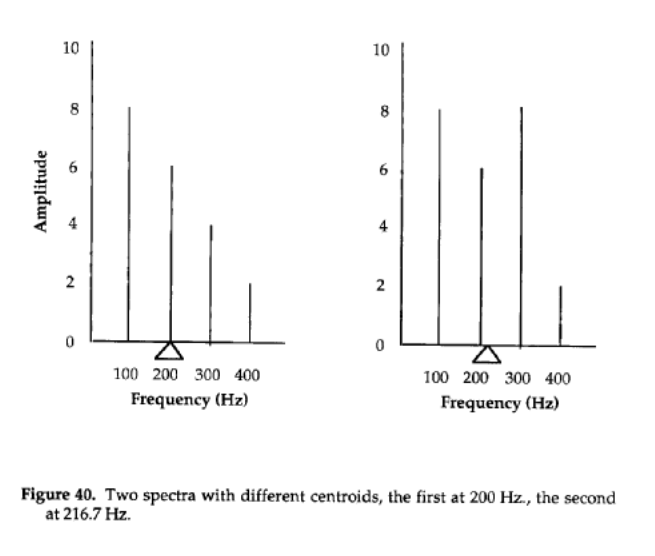 10
8
6
4
2
0
Amplitude
100 200 300 400
Frequency (Hz)
10
8
6
4
2
0
100 200 300 400
Frequency (Hz)
Figure 40. Two spectra with different centroids, the first at 200 Hz., the second
at 216.7 Hz.